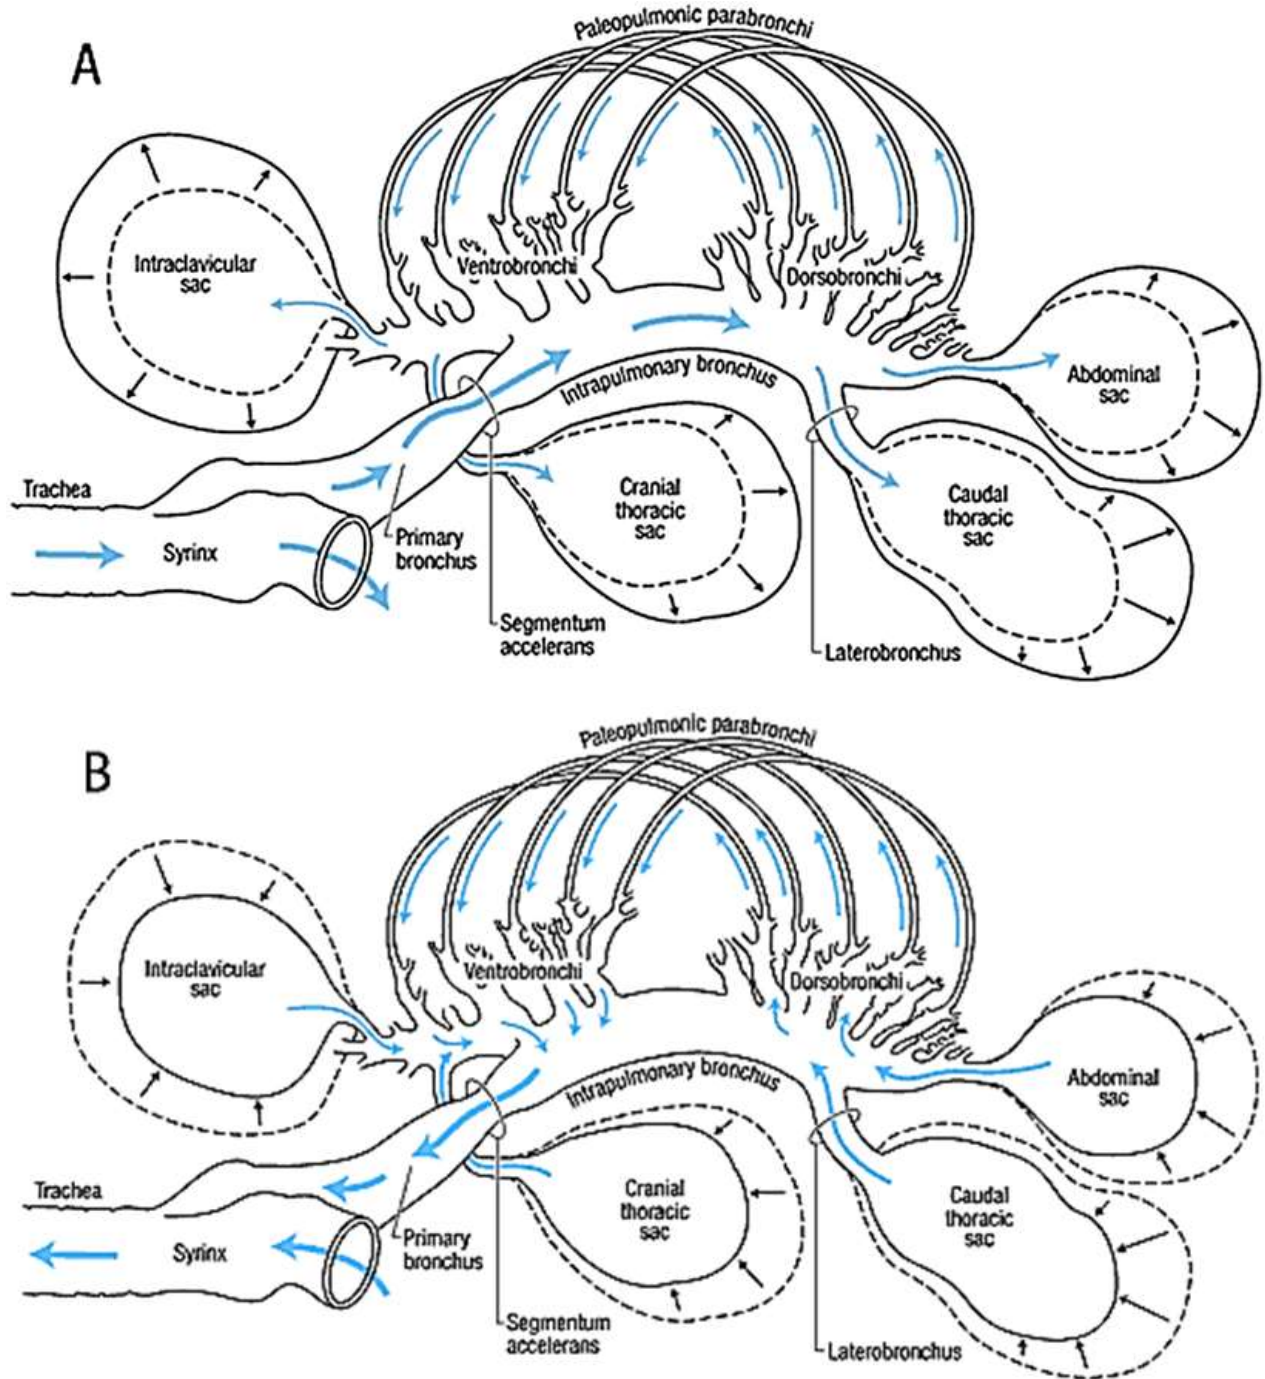 A
Paleopulmonic parabronchi
Intraclavicular
sac
Ventrobronchi
Dorsobronchi
Abdominal
sac
Intrapulmonary bronchus
Trachea
Syrinx
Primary
bronchus
Cranial
thoracic
sac
Caudal
thoracic
sac
Segmentum
accelerans
Laterobronchus
B
Paleopulmonic parabronchi
Intraclavicular
sac
Ventrobronchi
Dorsobronchi
Abdominal
sac
Intrapulmonary bronchus
Trachea
Syrinx
Primary
bronchus
Cranial
thoracic
sac
Caudal
thoracic
sac
Segmentum
accelerans
Laterobronchus